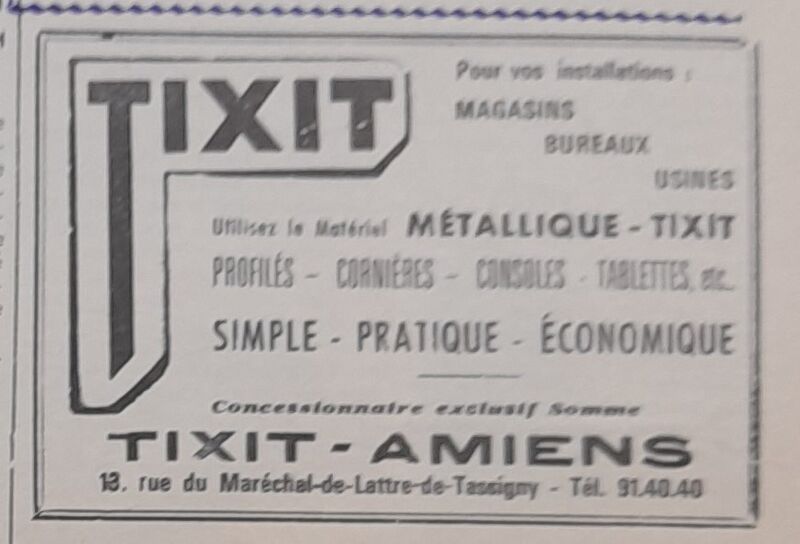 TIXIT
Pour vos installations :
MAGASINS
BUREAUX
USINES
Utilisez le Matériel MÉTALLIQUE - TIXIT
PROFILÉS - CORNIÈRES - CONSOLES - TABLETTES, etc...
SIMPLE - PRATIQUE - ÉCONOMIQUE
Concessionnaire exclusif Somme
TIXIT - AMIENS
13, rue du Maréchal-de-Lattre-de-Tassigny - Tél. 91.40.40